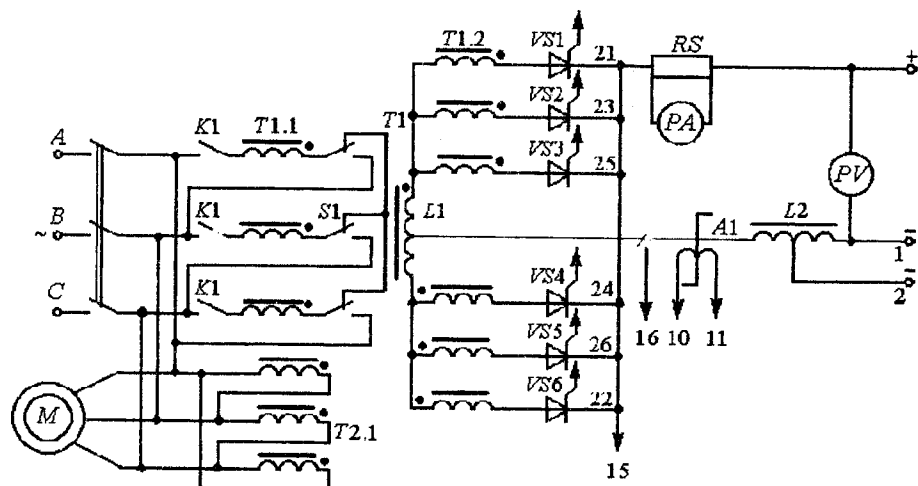 T1.2
VS1
21
RS
+
VS2
23
PA
T1
A
K1
T1.1
VS3
25
PV
B
K1
S1
L1
A1
L2
~
1
-
C
K1
VS4
24
2
-
VS5
26
16
10
11
M
VS6
22
T2.1
15